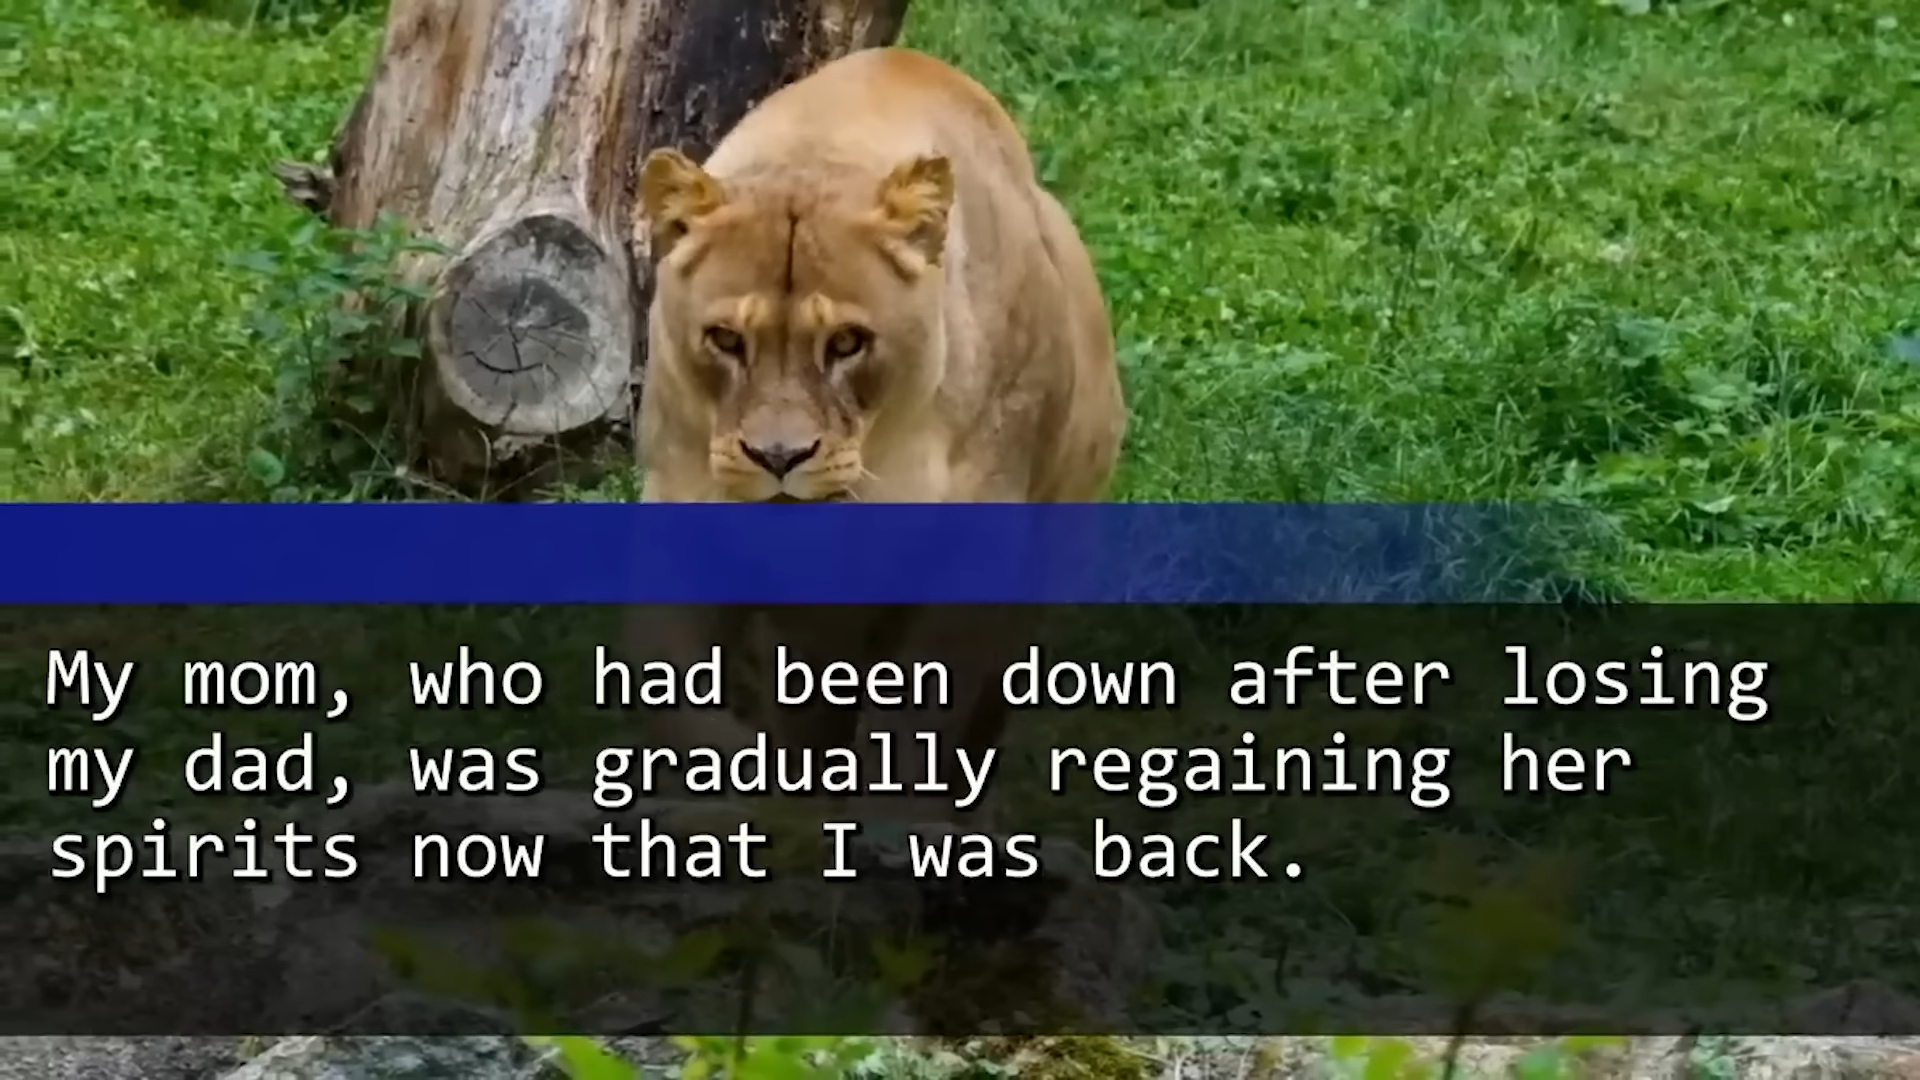 My mom, who had been down after losing
my dad, was gradually regaining her
spirits now that I was back.